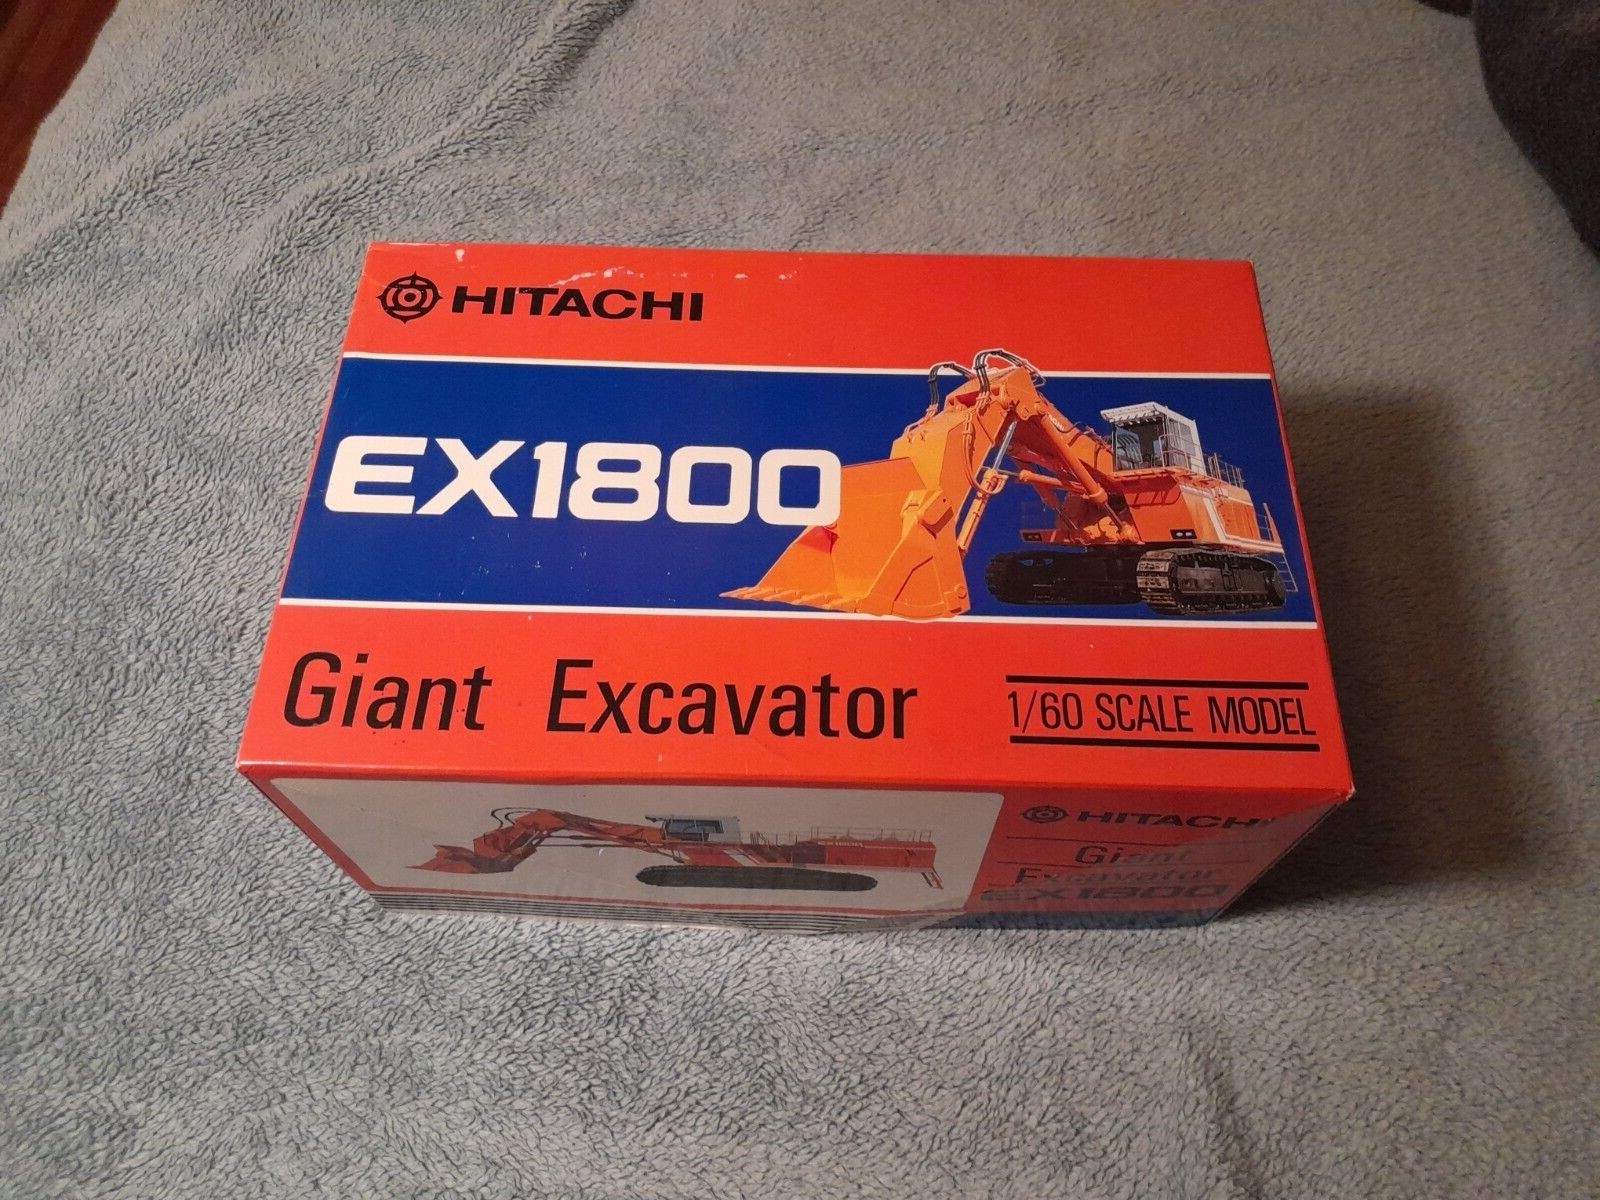 HITACHI
EX1800
Giant Excavator
1/60 SCALE MODEL
HITACHI
Giant
Excavator
EX1800